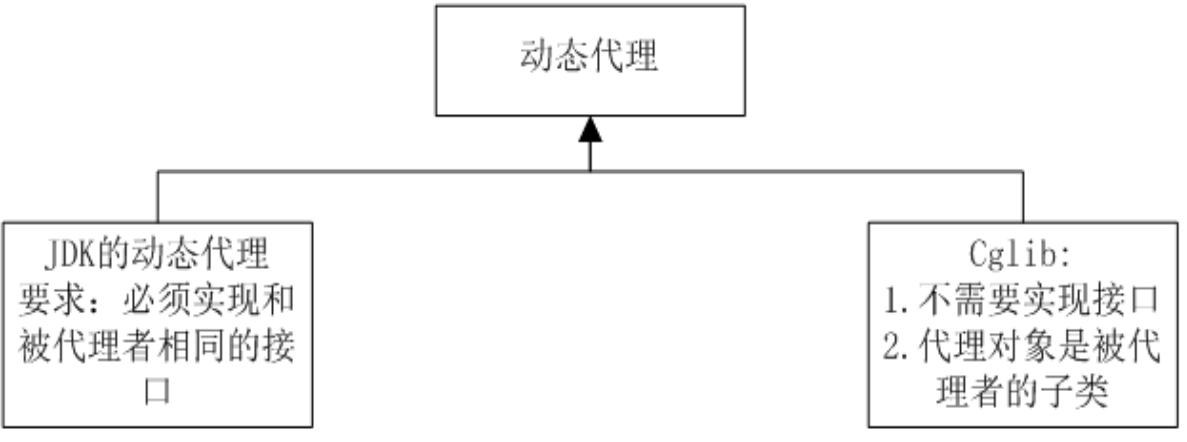 动态代理
JDK的动态代理
要求：必须实现和
被代理者相同的接
口
Cglib:
1.不需要实现接口
2.代理对象是被代
理者的子类